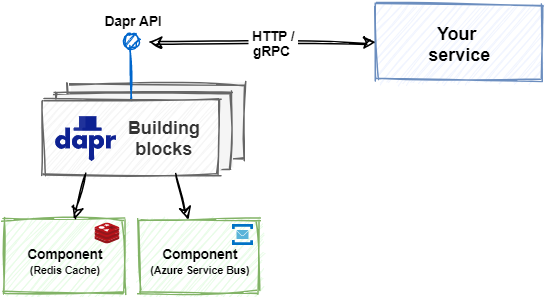 Dapr API
HTTP /
gRPC
Your
service
dapr
Building
blocks
Component
(Redis Cache)
Component
(Azure Service Bus)